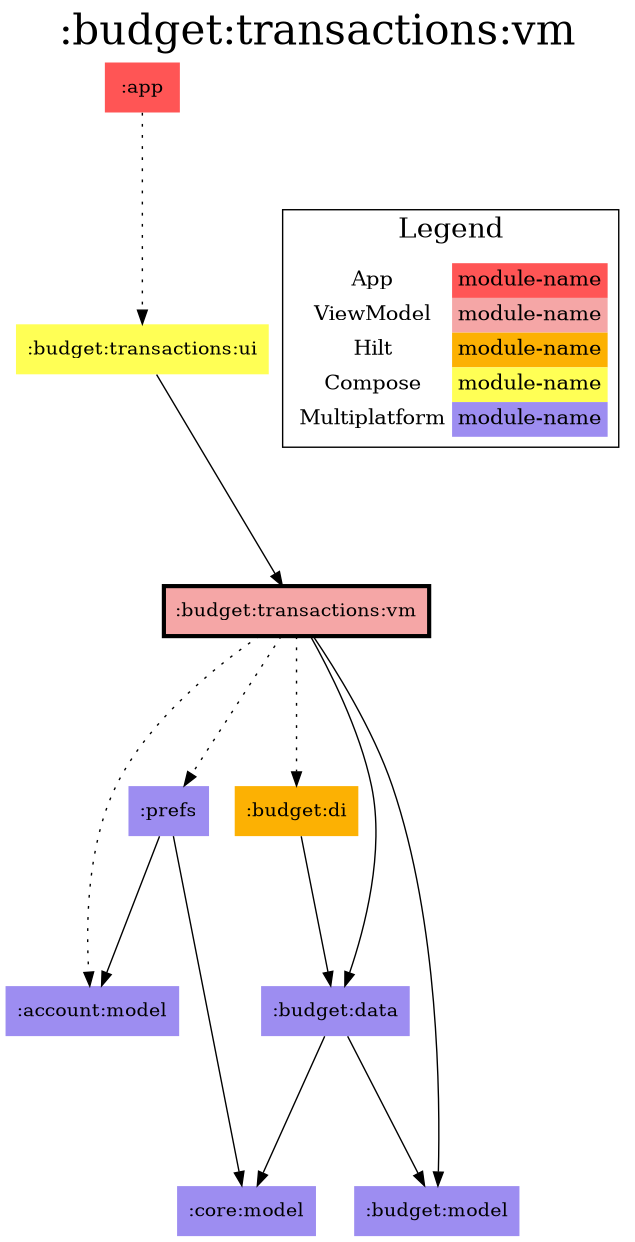 :budget:transactions:vm
:app
Legend
App module-name
ViewModel module-name
Hilt module-name
Compose module-name
Multiplatform module-name
:budget:transactions:ui
:budget:transactions:vm
:prefs
:budget:di
:account:model
:budget:data
:core:model
:budget:model